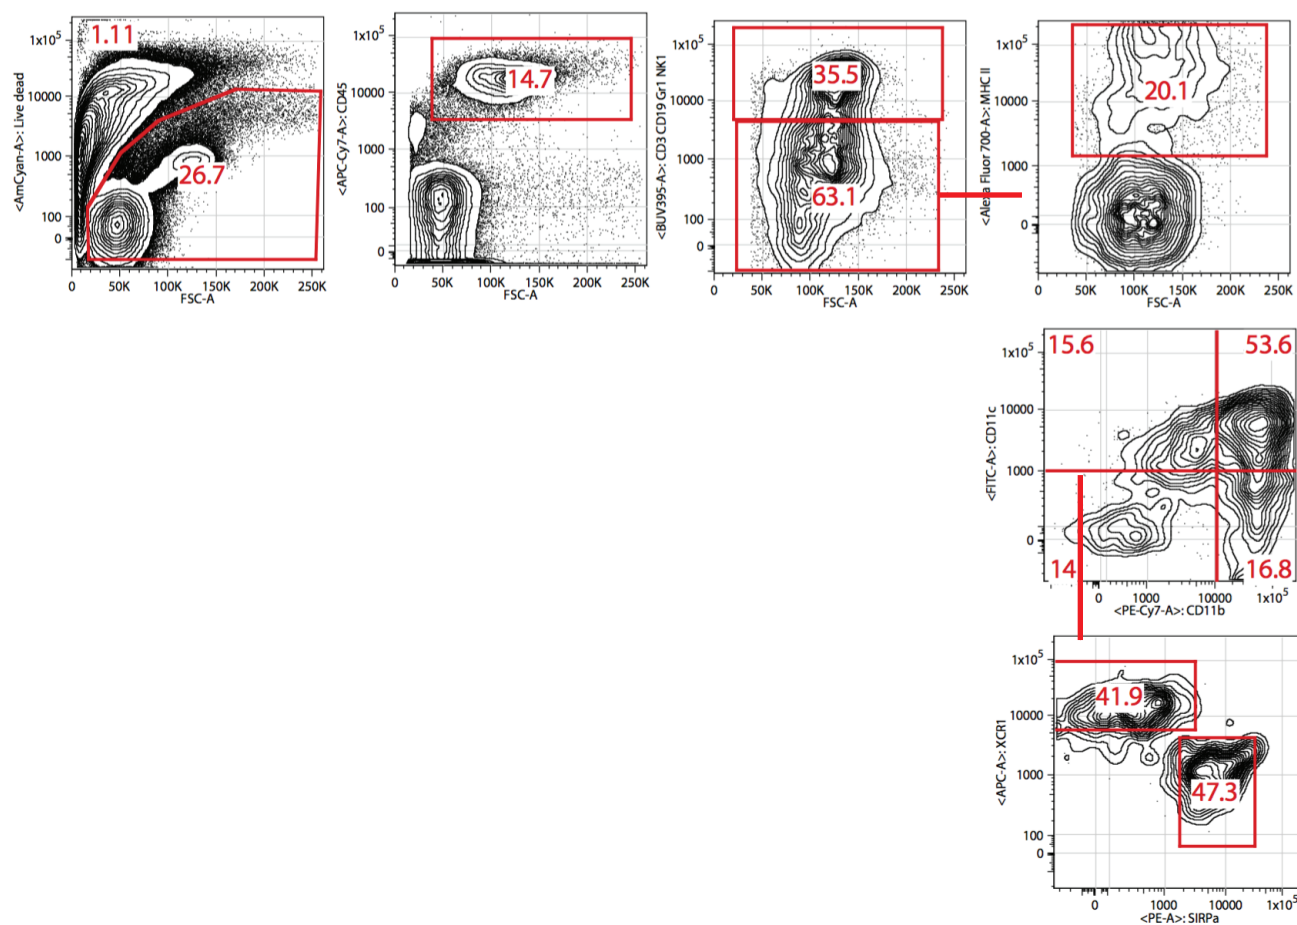 <AmCyan-A>: Live dead
1x10⁵
10000
1000
100
0
1.11
26.7
0 50K 100K 150K 200K 250K
FSC-A
<APC-Cy7-A>: CD45
1x10⁵
10000
1000
100
0
14.7
0 50K 100K 150K 200K 250K
FSC-A
<BUV395-A>: CD3 CD19 Gr1 NK1
1x10⁵
10000
1000
100
0
35.5
63.1
0 50K 100K 150K 200K 250K
FSC-A
<Alexa Fluor 700-A>: MHC II
1x10⁵
10000
1000
0
20.1
0 50K 100K 150K 200K 250K
FSC-A
<FITC-A>: CD11c
1x10⁵
10000
1000
0
15.6 53.6
14 16.8
0 1000 10000 1x10⁵
<PE-Cy7-A>: CD11b
<APC-A>: XCR1
1x10⁵
10000
1000
100
0
41.9
47.3
0 1000 10000 1x10⁵
<PE-A>: SIRPa